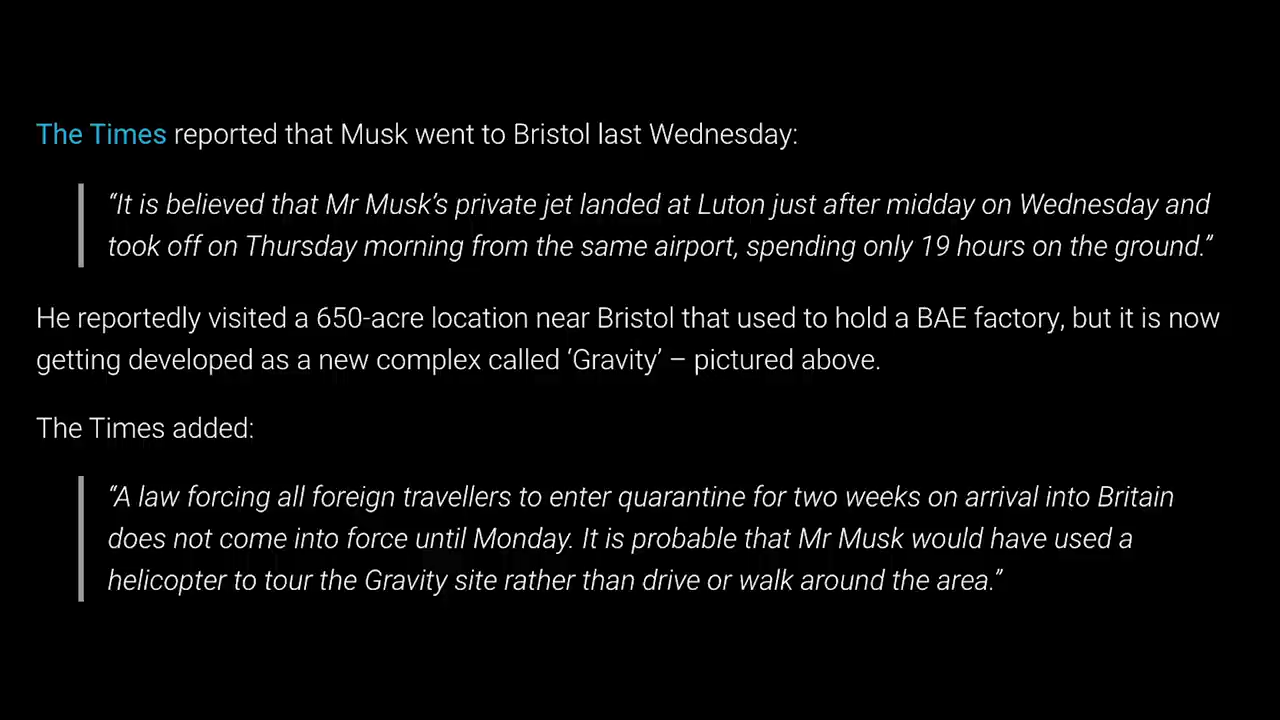 The Times reported that Musk went to Bristol last Wednesday:
“It is believed that Mr Musk’s private jet landed at Luton just after midday on Wednesday and
took off on Thursday morning from the same airport, spending only 19 hours on the ground.”
He reportedly visited a 650-acre location near Bristol that used to hold a BAE factory, but it is now
getting developed as a new complex called ‘Gravity’ – pictured above.
The Times added:
“A law forcing all foreign travellers to enter quarantine for two weeks on arrival into Britain
does not come into force until Monday. It is probable that Mr Musk would have used a
helicopter to tour the Gravity site rather than drive or walk around the area.”